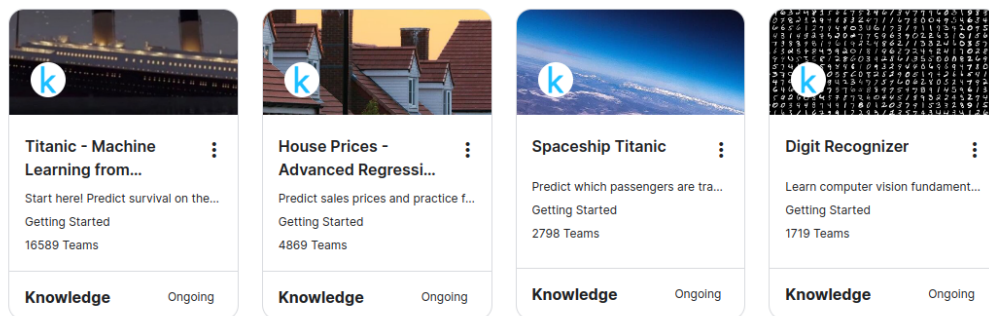 k
Titanic - Machine
Learning from...
Start here! Predict survival on the...
Getting Started
16589 Teams
Knowledge
Ongoing
k
House Prices -
Advanced Regressi...
Predict sales prices and practice f...
Getting Started
4869 Teams
Knowledge
Ongoing
k
Spaceship Titanic
Predict which passengers are tra...
Getting Started
2798 Teams
Knowledge
Ongoing
k
Digit Recognizer
Learn computer vision fundament...
Getting Started
1719 Teams
Knowledge
Ongoing